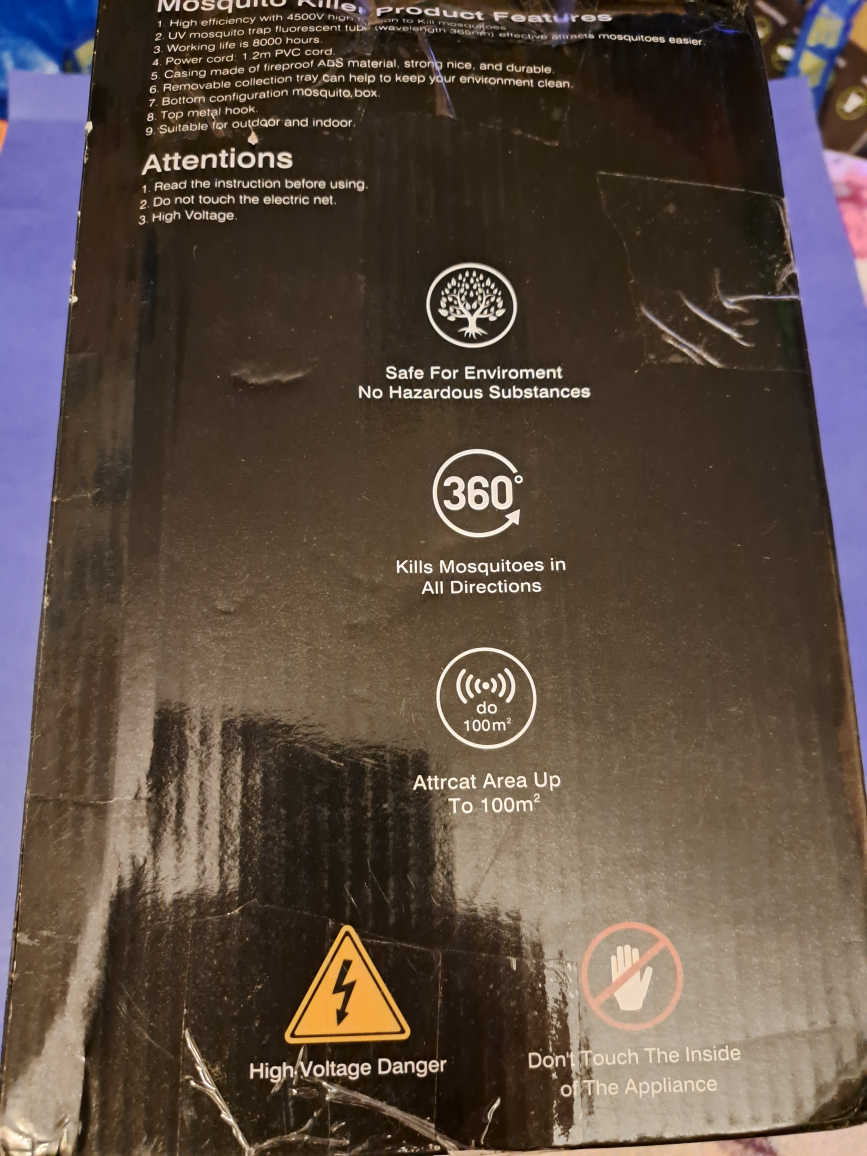 Mosquito Killer Product Features
1. High efficiency with 4500V high to Kill mosquitoes.
2. UV mosquito trap fluorescent tube (wavelength 365nm) effective attracts mosquitoes easier.
3. Working life is 8000 hours.
4. Power cord: 1.2m PVC cord.
5. Casing made of fireproof ABS material, strong nice, and durable.
6. Removable collection tray can help to keep your environment clean.
7. Bottom configuration mosquito box.
8. Top metal hook.
9. Suitable for outdoor and indoor.
Attentions
1. Read the instruction before using.
2. Do not touch the electric net.
3. High Voltage.
Safe For Enviroment
No Hazardous Substances
360°
Kills Mosquitoes in
All Directions
do
100m²
Attrcat Area Up
To 100m²
High Voltage Danger
Don't Touch The Inside
of The Appliance